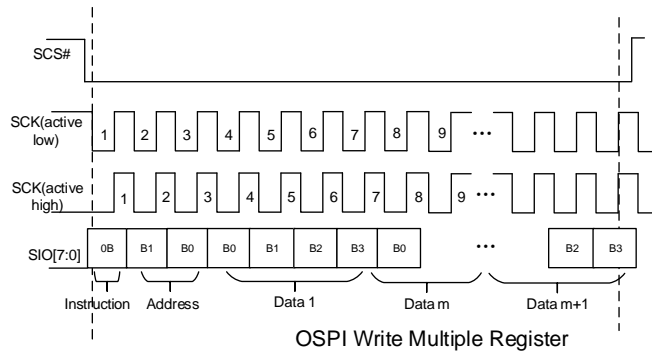 SCS#
SCK(active
low)
1 2 3 4 5 6 7 8 9 ...
SCK(active
high)
1 2 3 4 5 6 7 8 9 ...
SIO[7:0]
0B B1 B0 B0 B1 B2 B3 B0 ... B2 B3
Instruction Address Data 1 Data m Data m+1
OSPI Write Multiple Register